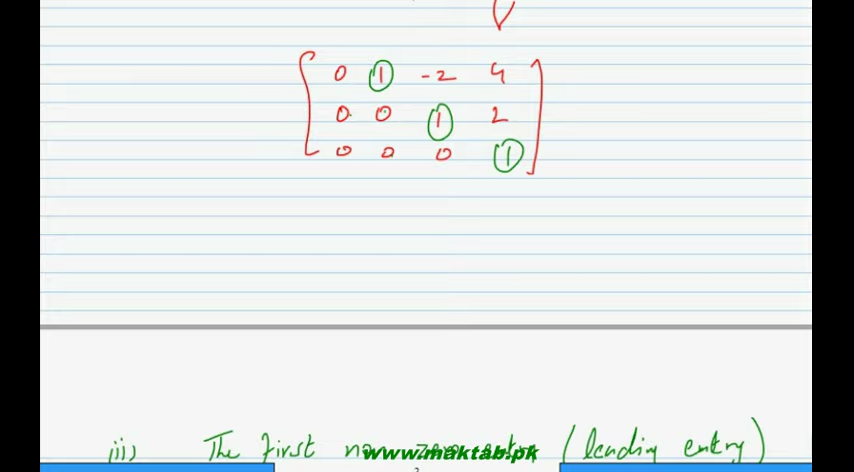 0 1 -2 4
0 0 1 2
0 0 0 1
iii) The first non zero entry (leading entry)
www.maktab.pk